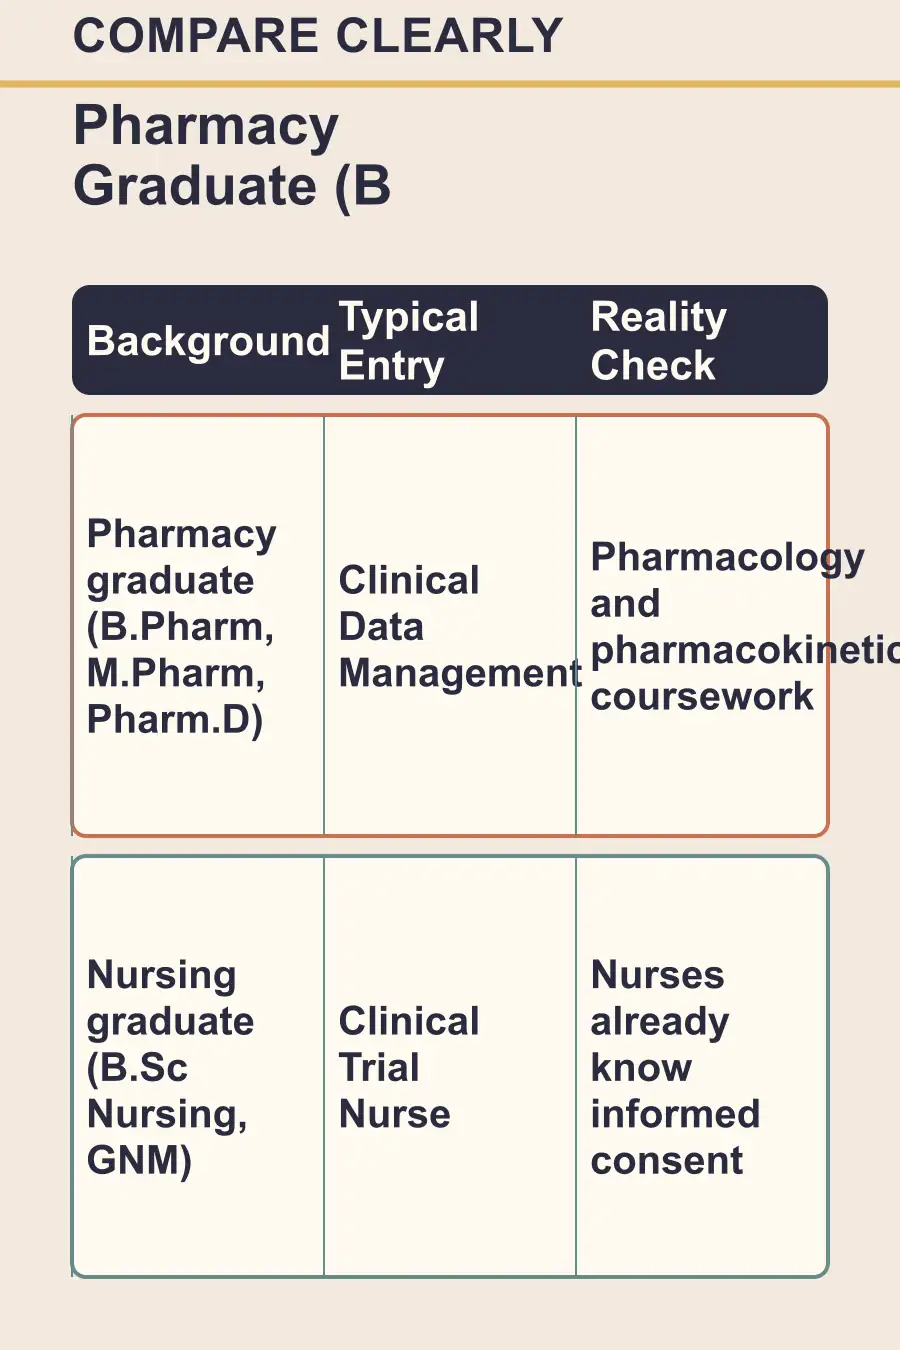 COMPARE CLEARLY
Pharmacy
Graduate (B
Background
Typical
Entry
Reality
Check
Pharmacy
graduate
(B.Pharm,
M.Pharm,
Pharm.D)
Clinical
Data
Management
Pharmacology
and
pharmacokinetic
coursework
Nursing
graduate
(B.Sc
Nursing,
GNM)
Clinical
Trial
Nurse
Nurses
already
know
informed
consent